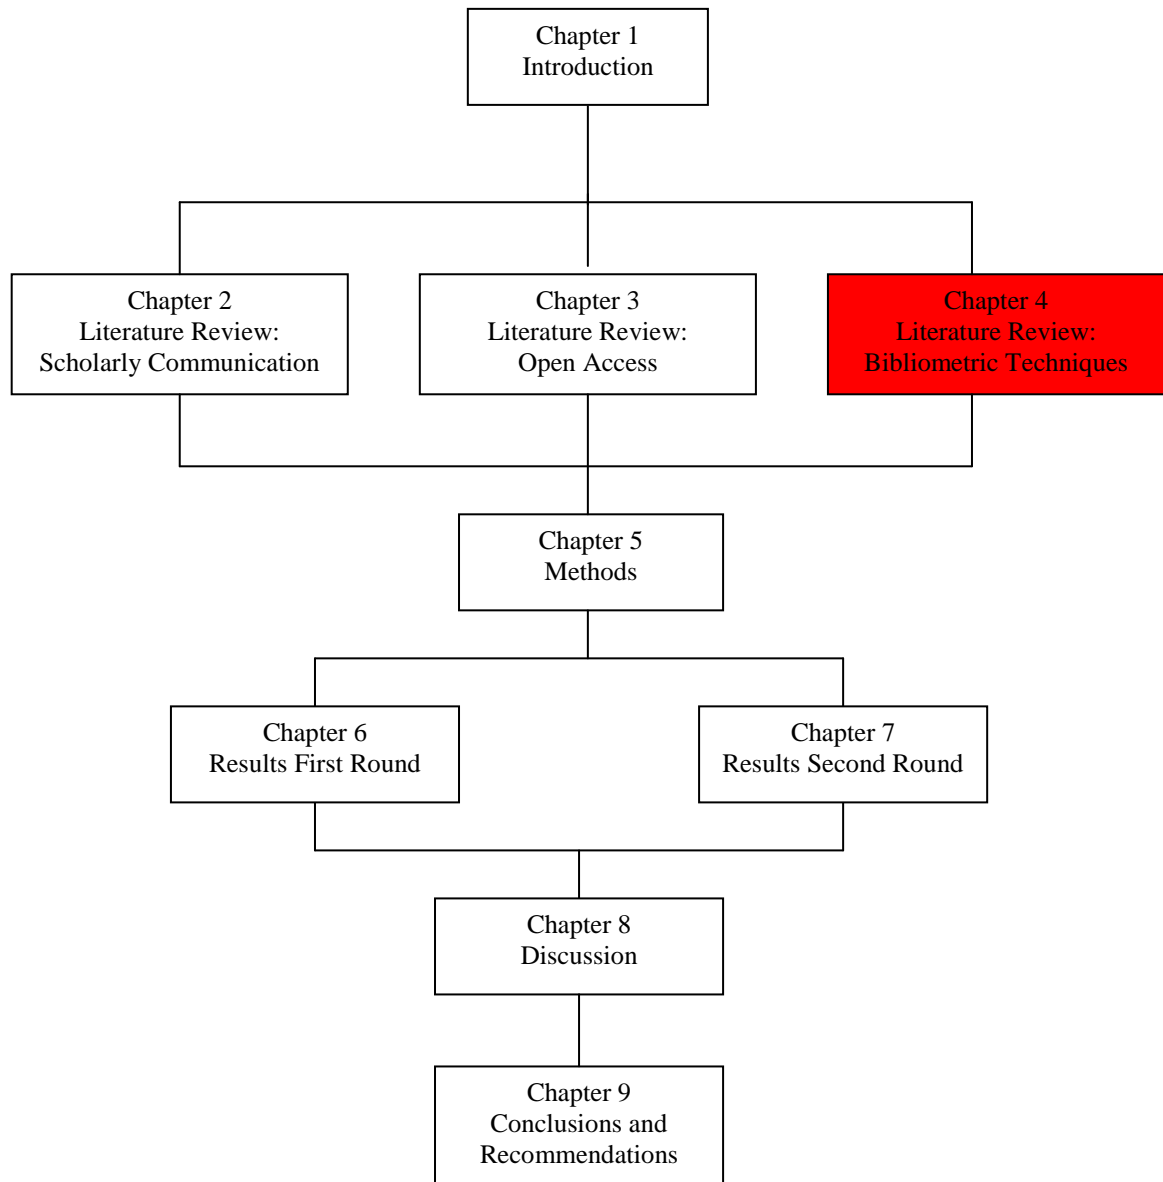 Chapter 1
Introduction
Chapter 2
Literature Review:
Scholarly Communication
Chapter 3
Literature Review:
Open Access
Chapter 4
Literature Review:
Bibliometric Techniques
Chapter 5
Methods
Chapter 6
Results First Round
Chapter 7
Results Second Round
Chapter 8
Discussion
Chapter 9
Conclusions and
Recommendations